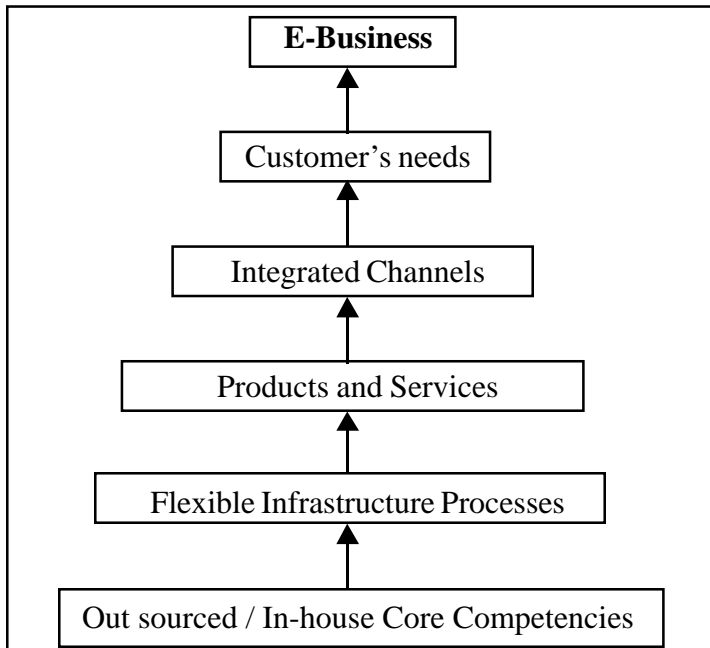 E-Business
Customer’s needs
Integrated Channels
Products and Services
Flexible Infrastructure Processes
Out sourced / In-house Core Competencies